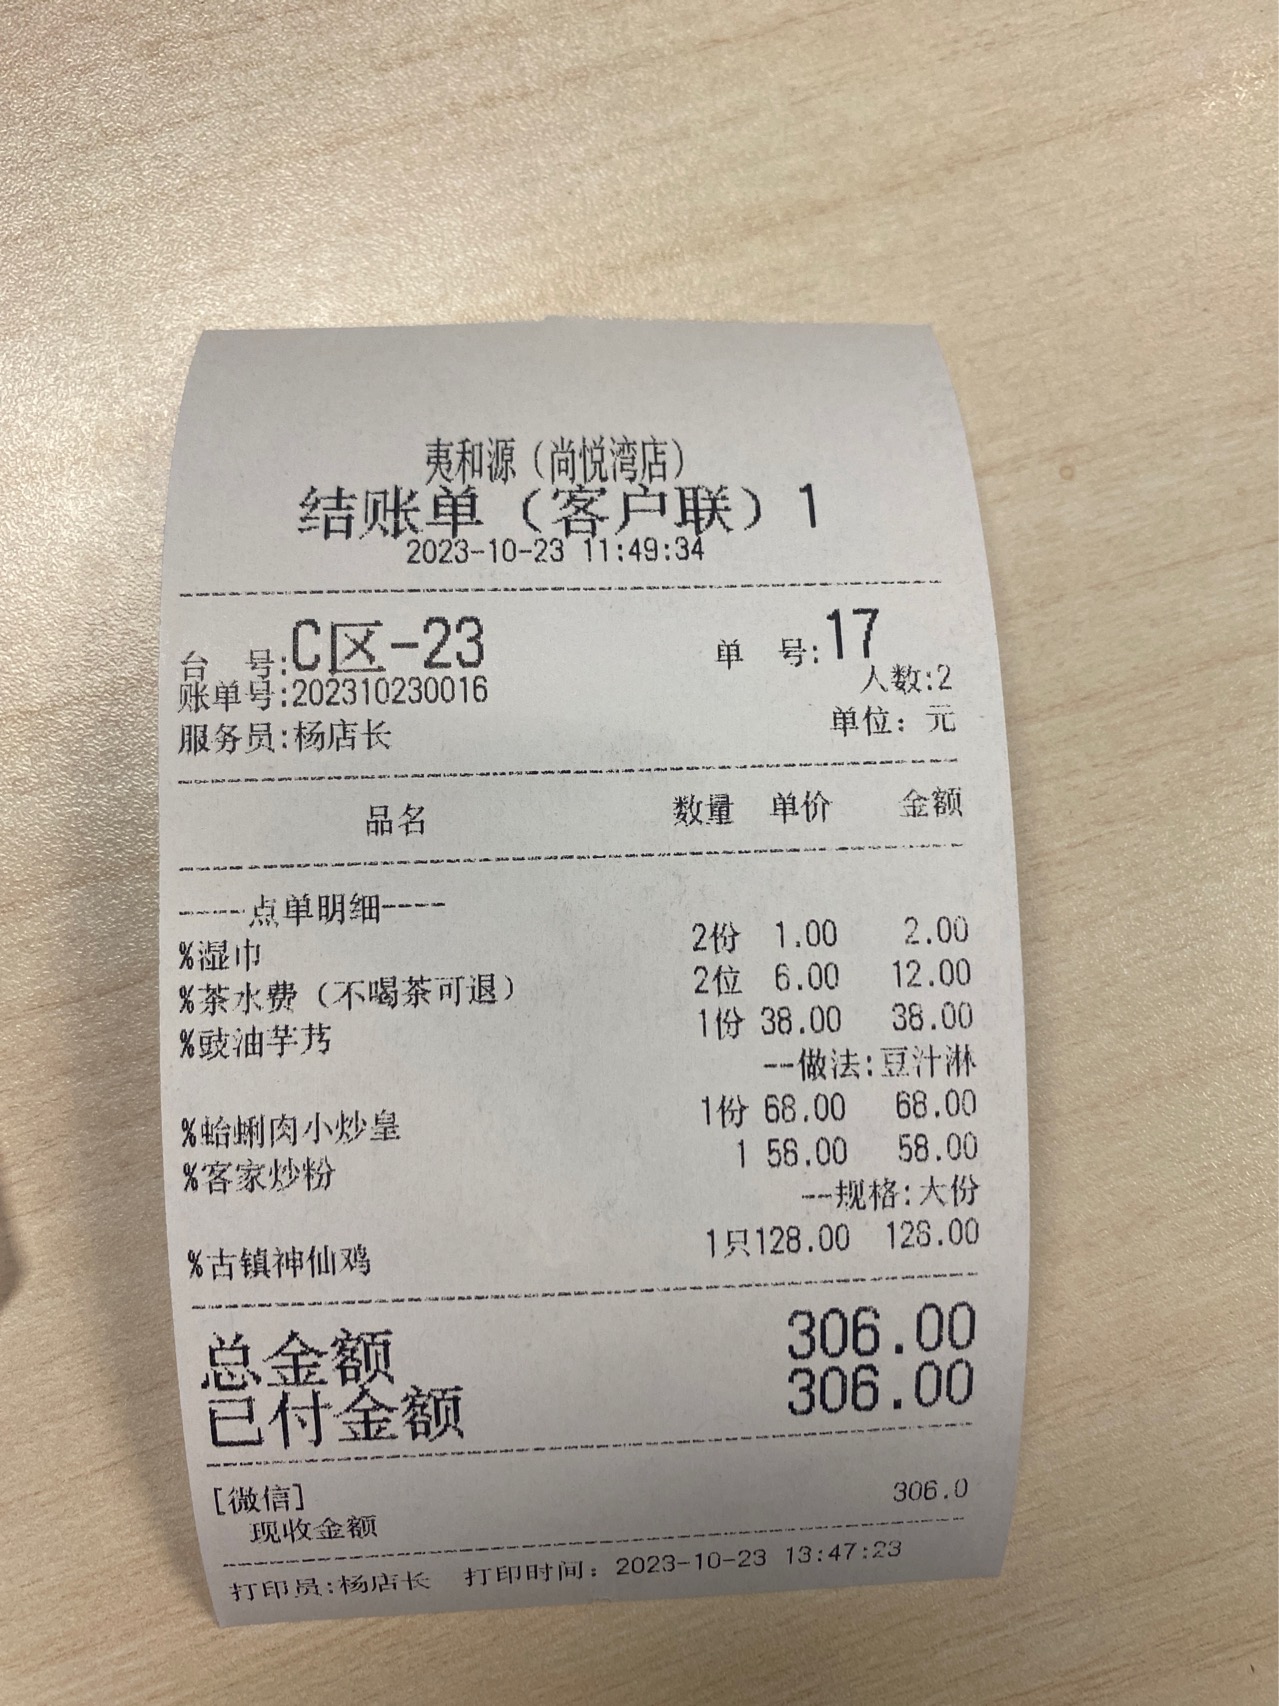 夷和源（尚悦湾店）
结账单（客户联）1
2023-10-23 11:49:34
台 号:C区-23 单 号:17
账单号:202310230016 人数:2
服务员:杨店长 单位：元
品名 数量 单价 金额
-----点单明细----
%湿巾 2份 1.00 2.00
%茶水费（不喝茶可退） 2位 6.00 12.00
%豉油芋艿 1份 38.00 38.00
--做法:豆汁淋
%蛤蜊肉小炒皇 1份 68.00 68.00
%客家炒粉 1 58.00 58.00
--规格:大份
%古镇神仙鸡 1只128.00 128.00
总金额 306.00
已付金额 306.00
[微信] 306.0
现收金额
打印员:杨店长 打印时间：2023-10-23 13:47:23